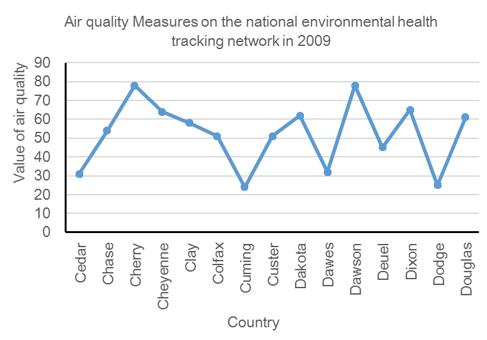 Air quality Measures on the national environmental health
tracking network in 2009
Value of air quality
90
80
70
60
50
40
30
20
10
0
Cedar
Chase
Cherry
Cheyenne
Clay
Colfax
Cuming
Custer
Dakota
Dawes
Dawson
Deuel
Dixon
Dodge
Douglas
Country